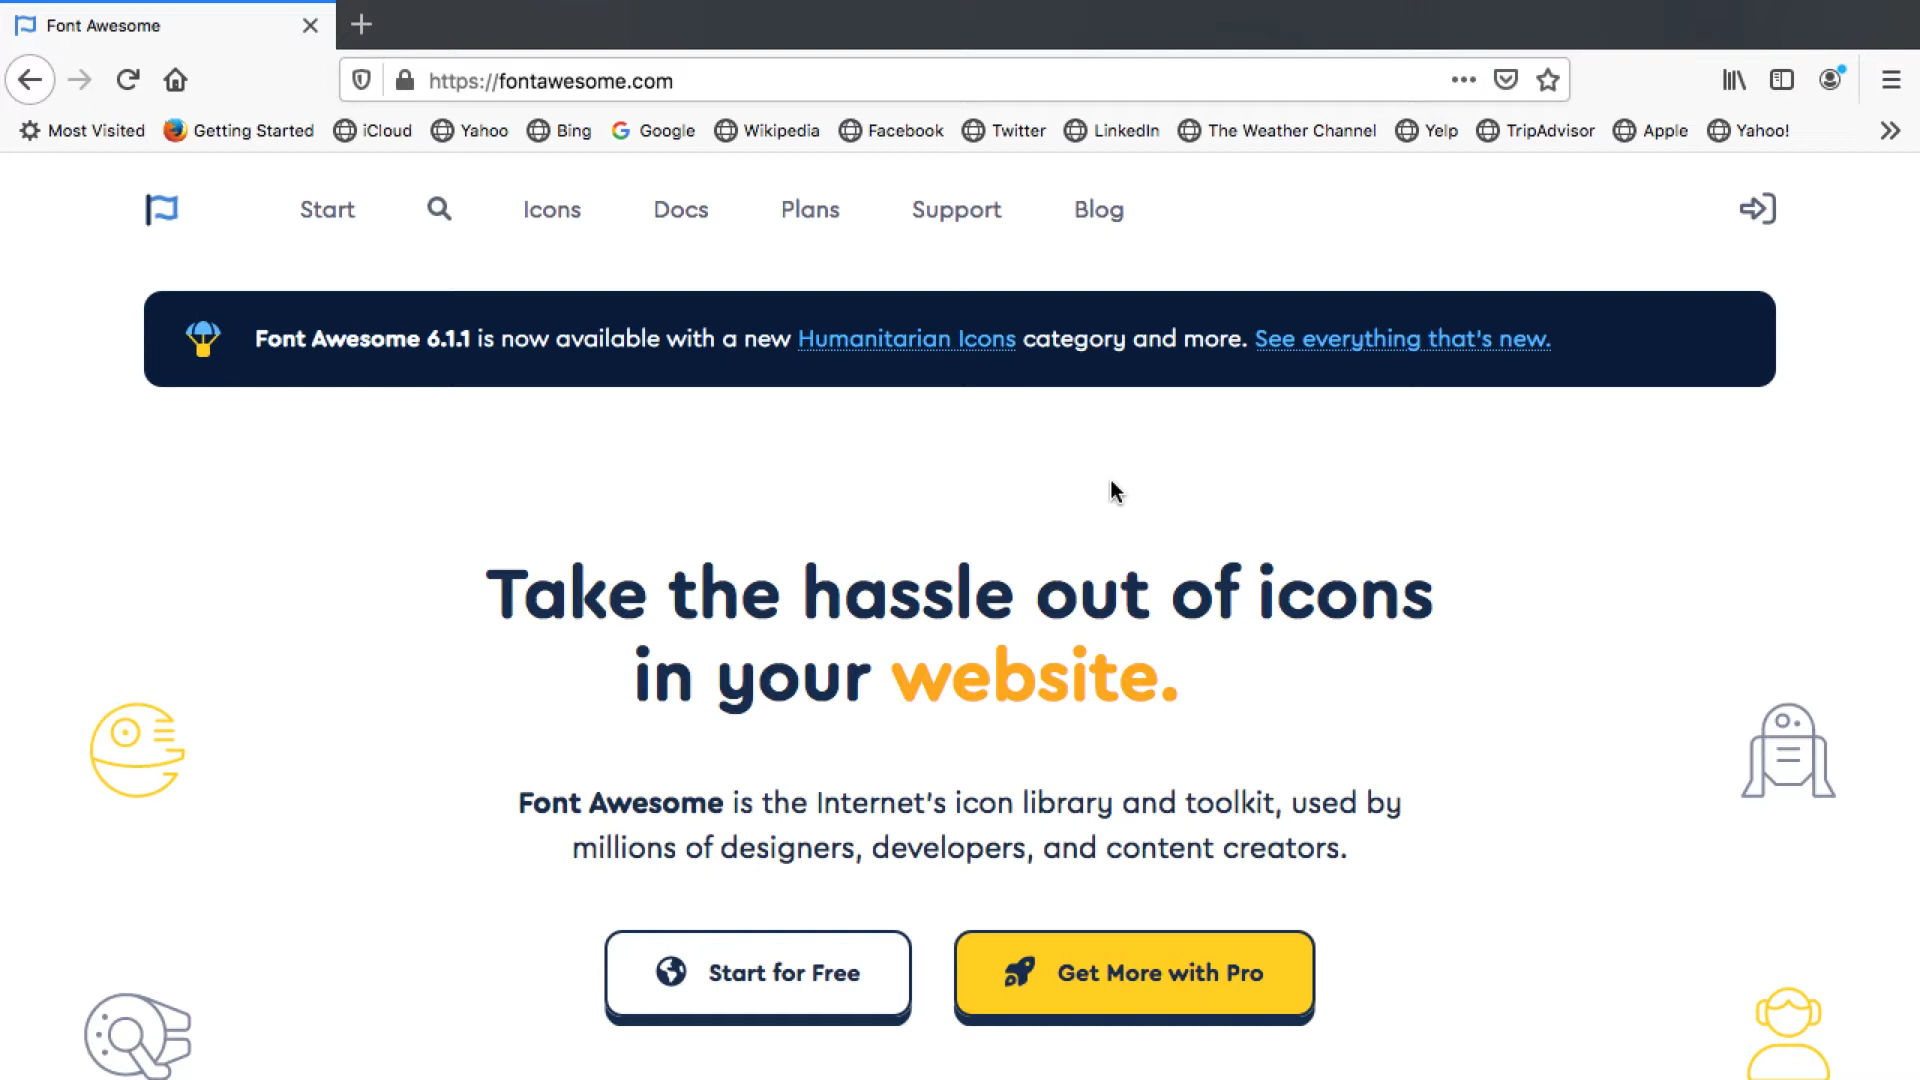 Font Awesome
https://fontawesome.com
Most Visited Getting Started iCloud Yahoo Bing Google Wikipedia Facebook Twitter LinkedIn The Weather Channel Yelp TripAdvisor Apple Yahoo!
Start Icons Docs Plans Support Blog
Font Awesome 6.1.1 is now available with a new Humanitarian Icons category and more. See everything that's new.
Take the hassle out of icons
in your website.
Font Awesome is the Internet's icon library and toolkit, used by
millions of designers, developers, and content creators.
Start for Free Get More with Pro